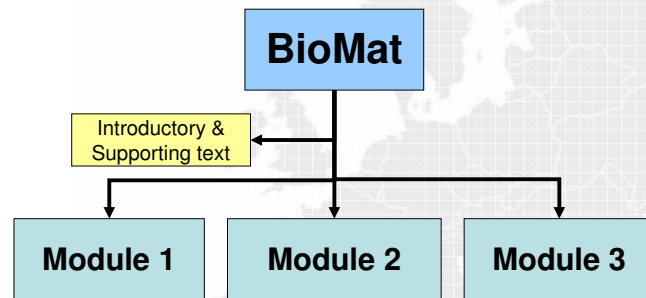 BioMat
Introductory &
Supporting text
Module 1
Module 2
Module 3